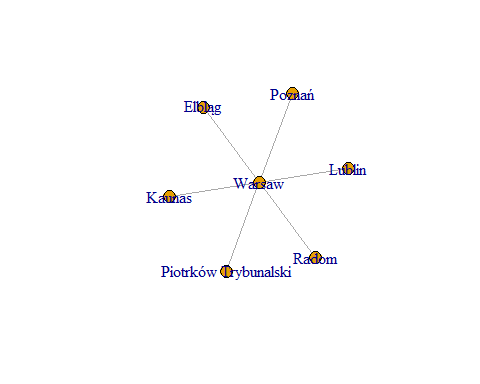 Poznań
Elbląg
Lublin
Warsaw
Kaunas
Radom
Piotrków Trybunalski